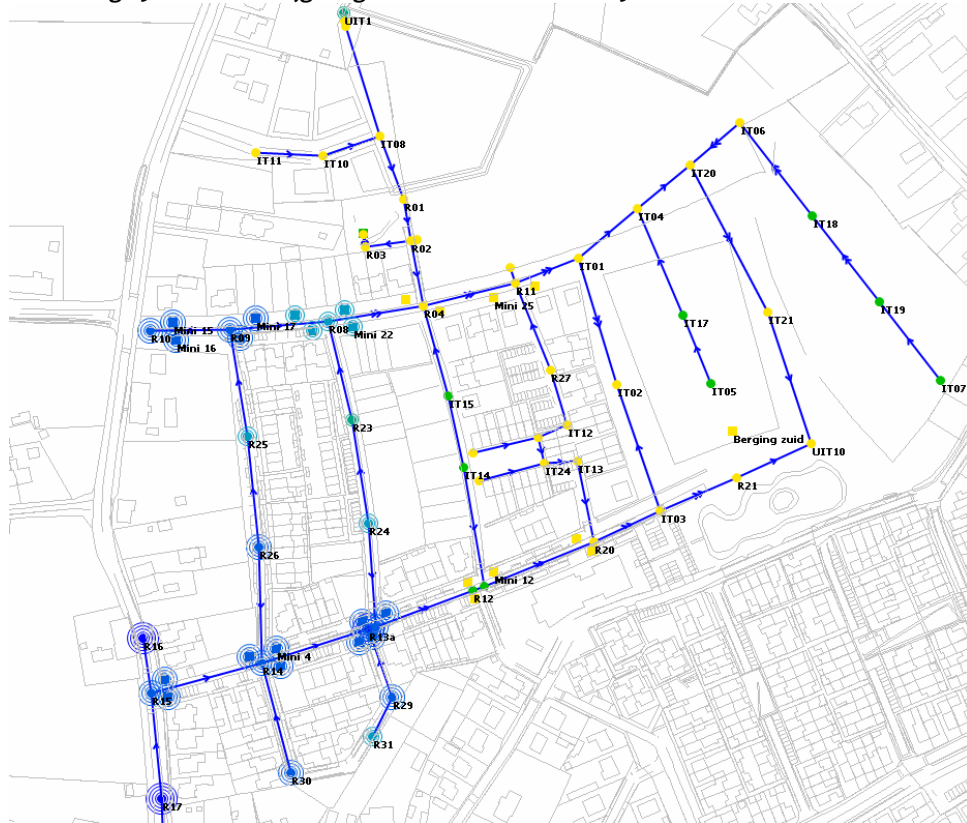 UIT1
IT06
IT08
IT11
IT10
IT20
R01
IT04
IT18
R02
R03
IT01
R11
Mini 25
R04
IT19
IT17
IT21
Mini 15
Mini 17
R08
Mini 22
R10
R09
Mini 16
R27
IT07
IT02
IT05
IT15
R23
IT12
R25
Berging zuid
UIT10
IT14
IT24
IT13
R21
IT03
R24
R20
R26
Mini 12
R12
R13a
R16
Mini 4
R14
R15
R29
R31
R30
R17